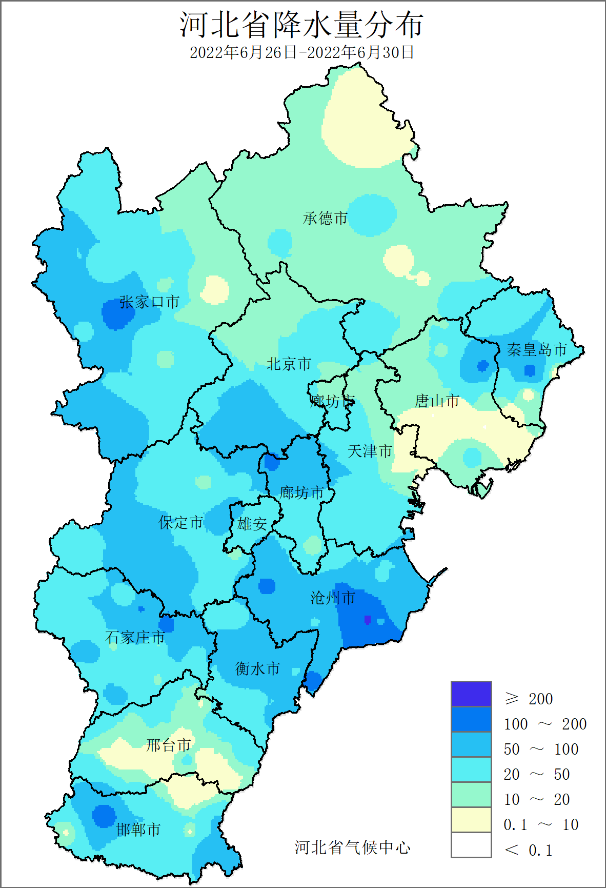 河北省降水量分布
2022年6月26日-2022年6月30日
承德市
张家口市
秦皇岛市
北京市
廊坊市
唐山市
天津市
廊坊市
保定市
雄安
沧州市
石家庄市
衡水市
邢台市
邯郸市
≥ 200
100 ～ 200
50 ～ 100
20 ～ 50
10 ～ 20
0.1 ～ 10
＜ 0.1
河北省气候中心